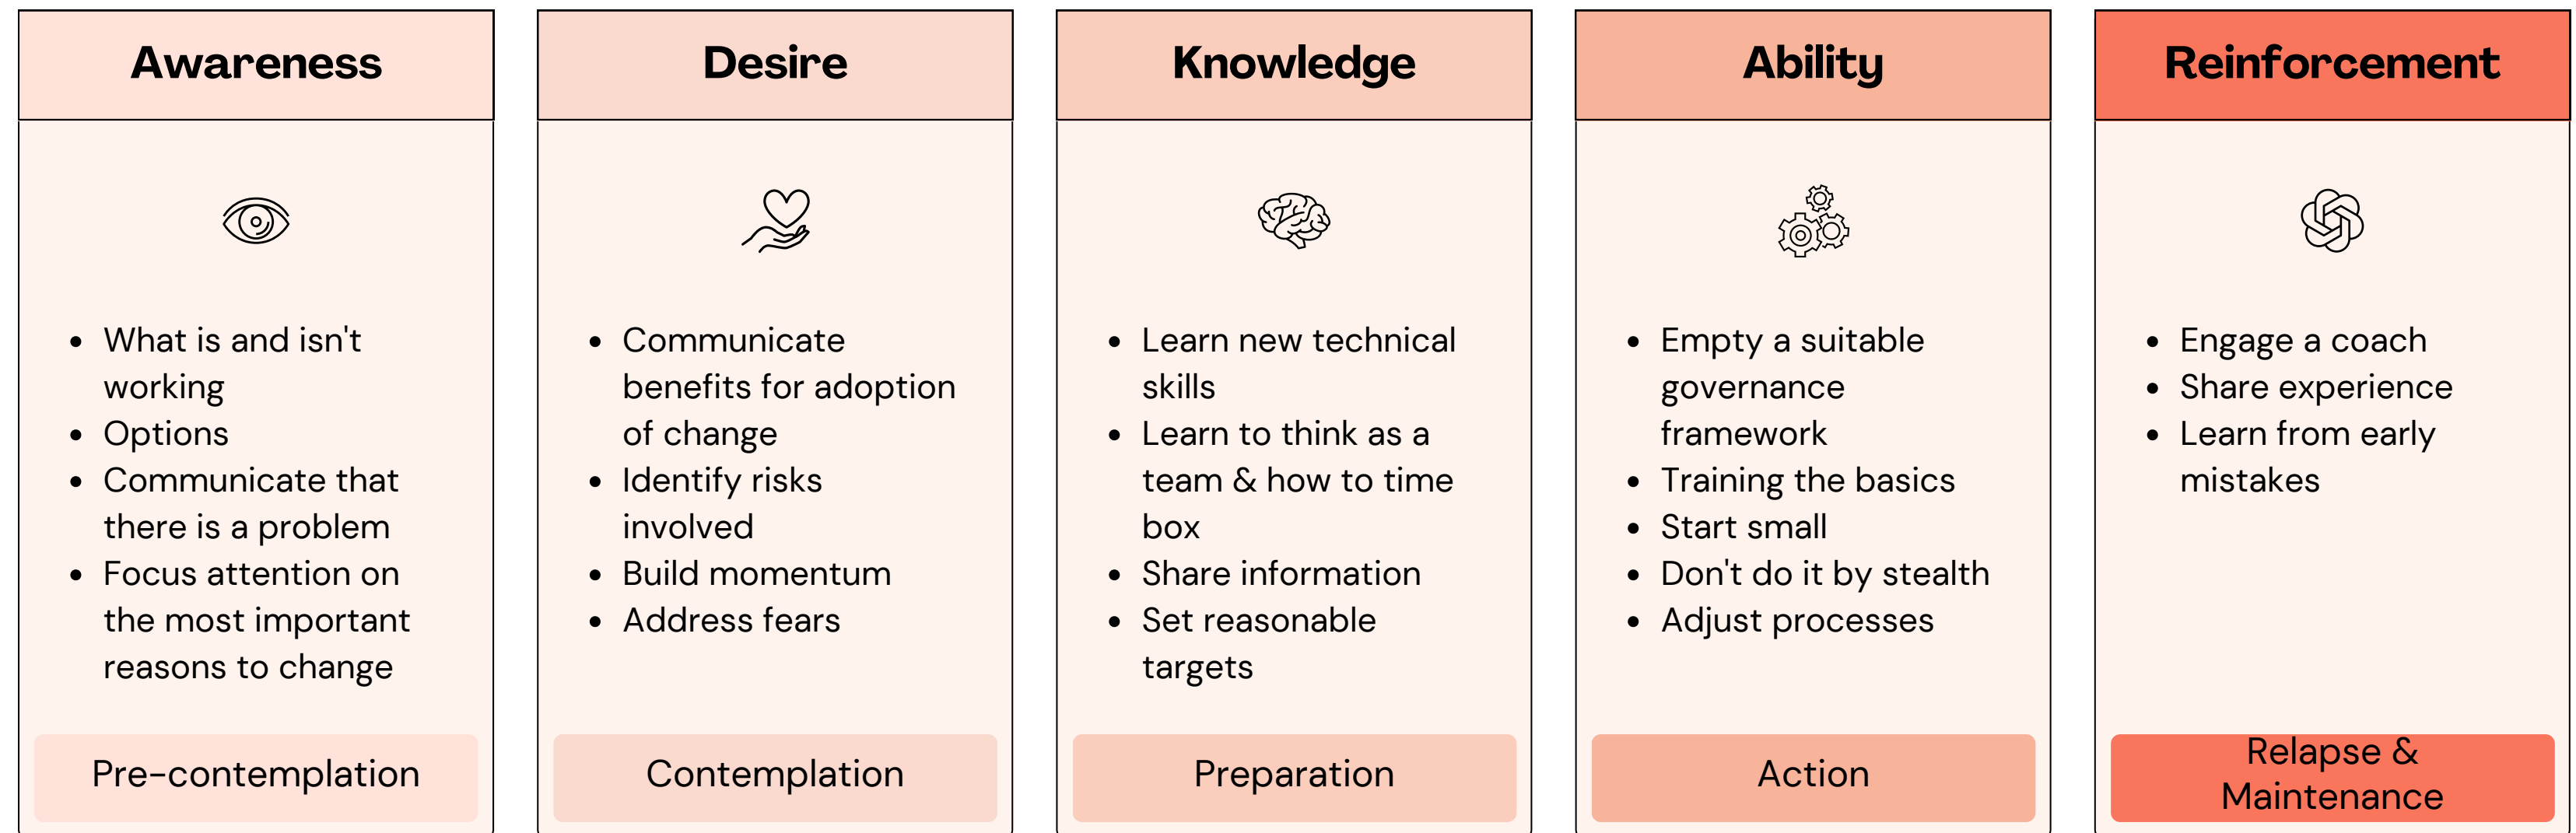 Awareness
What is and isn't
working
Options
Communicate that
there is a problem
Focus attention on
the most important
reasons to change
Pre-contemplation
Desire
Communicate
benefits for adoption
of change
Identify risks
involved
Build momentum
Address fears
Contemplation
Knowledge
Learn new technical
skills
Learn to think as a
team & how to time
box
Share information
Set reasonable
targets
Preparation
Ability
Empty a suitable
governance
framework
Training the basics
Start small
Don't do it by stealth
Adjust processes
Action
Reinforcement
Engage a coach
Share experience
Learn from early
mistakes
Relapse &
Maintenance